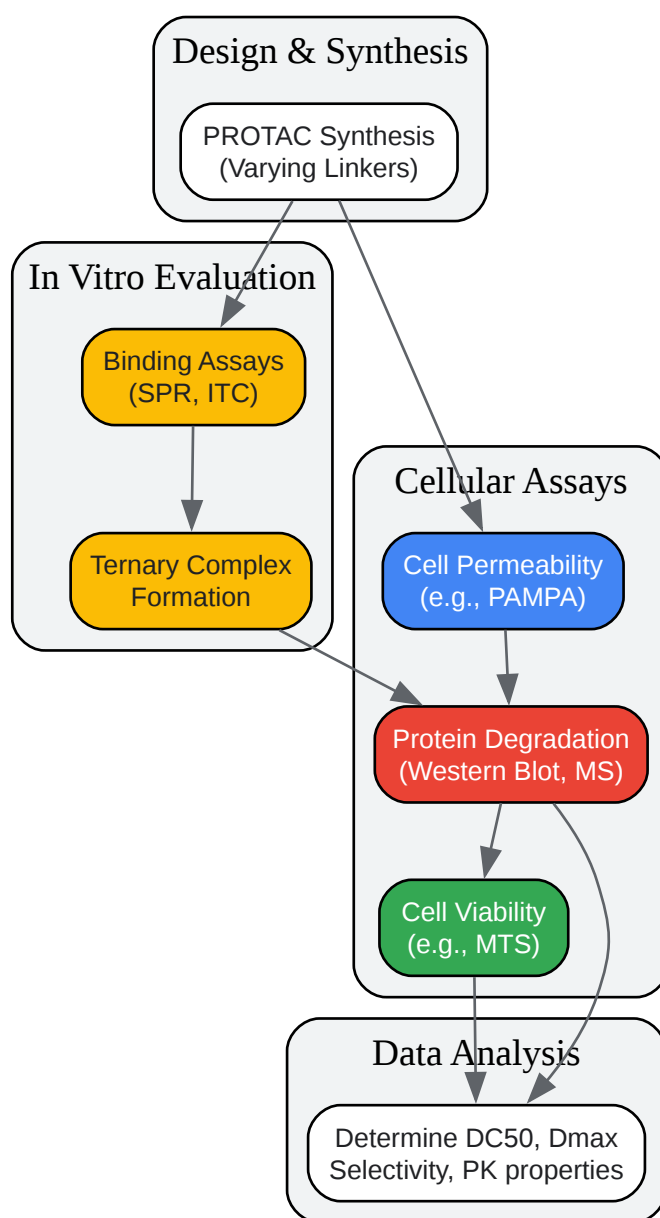 Design & Synthesis
PROTAC Synthesis
(Varying Linkers)
In Vitro Evaluation
Binding Assays
(SPR, ITC)
Ternary Complex
Formation
Cellular Assays
Cell Permeability
(e.g., PAMPA)
Protein Degradation
(Western Blot, MS)
Cell Viability
(e.g., MTS)
Data Analysis
Determine DC50, Dmax
Selectivity, PK properties